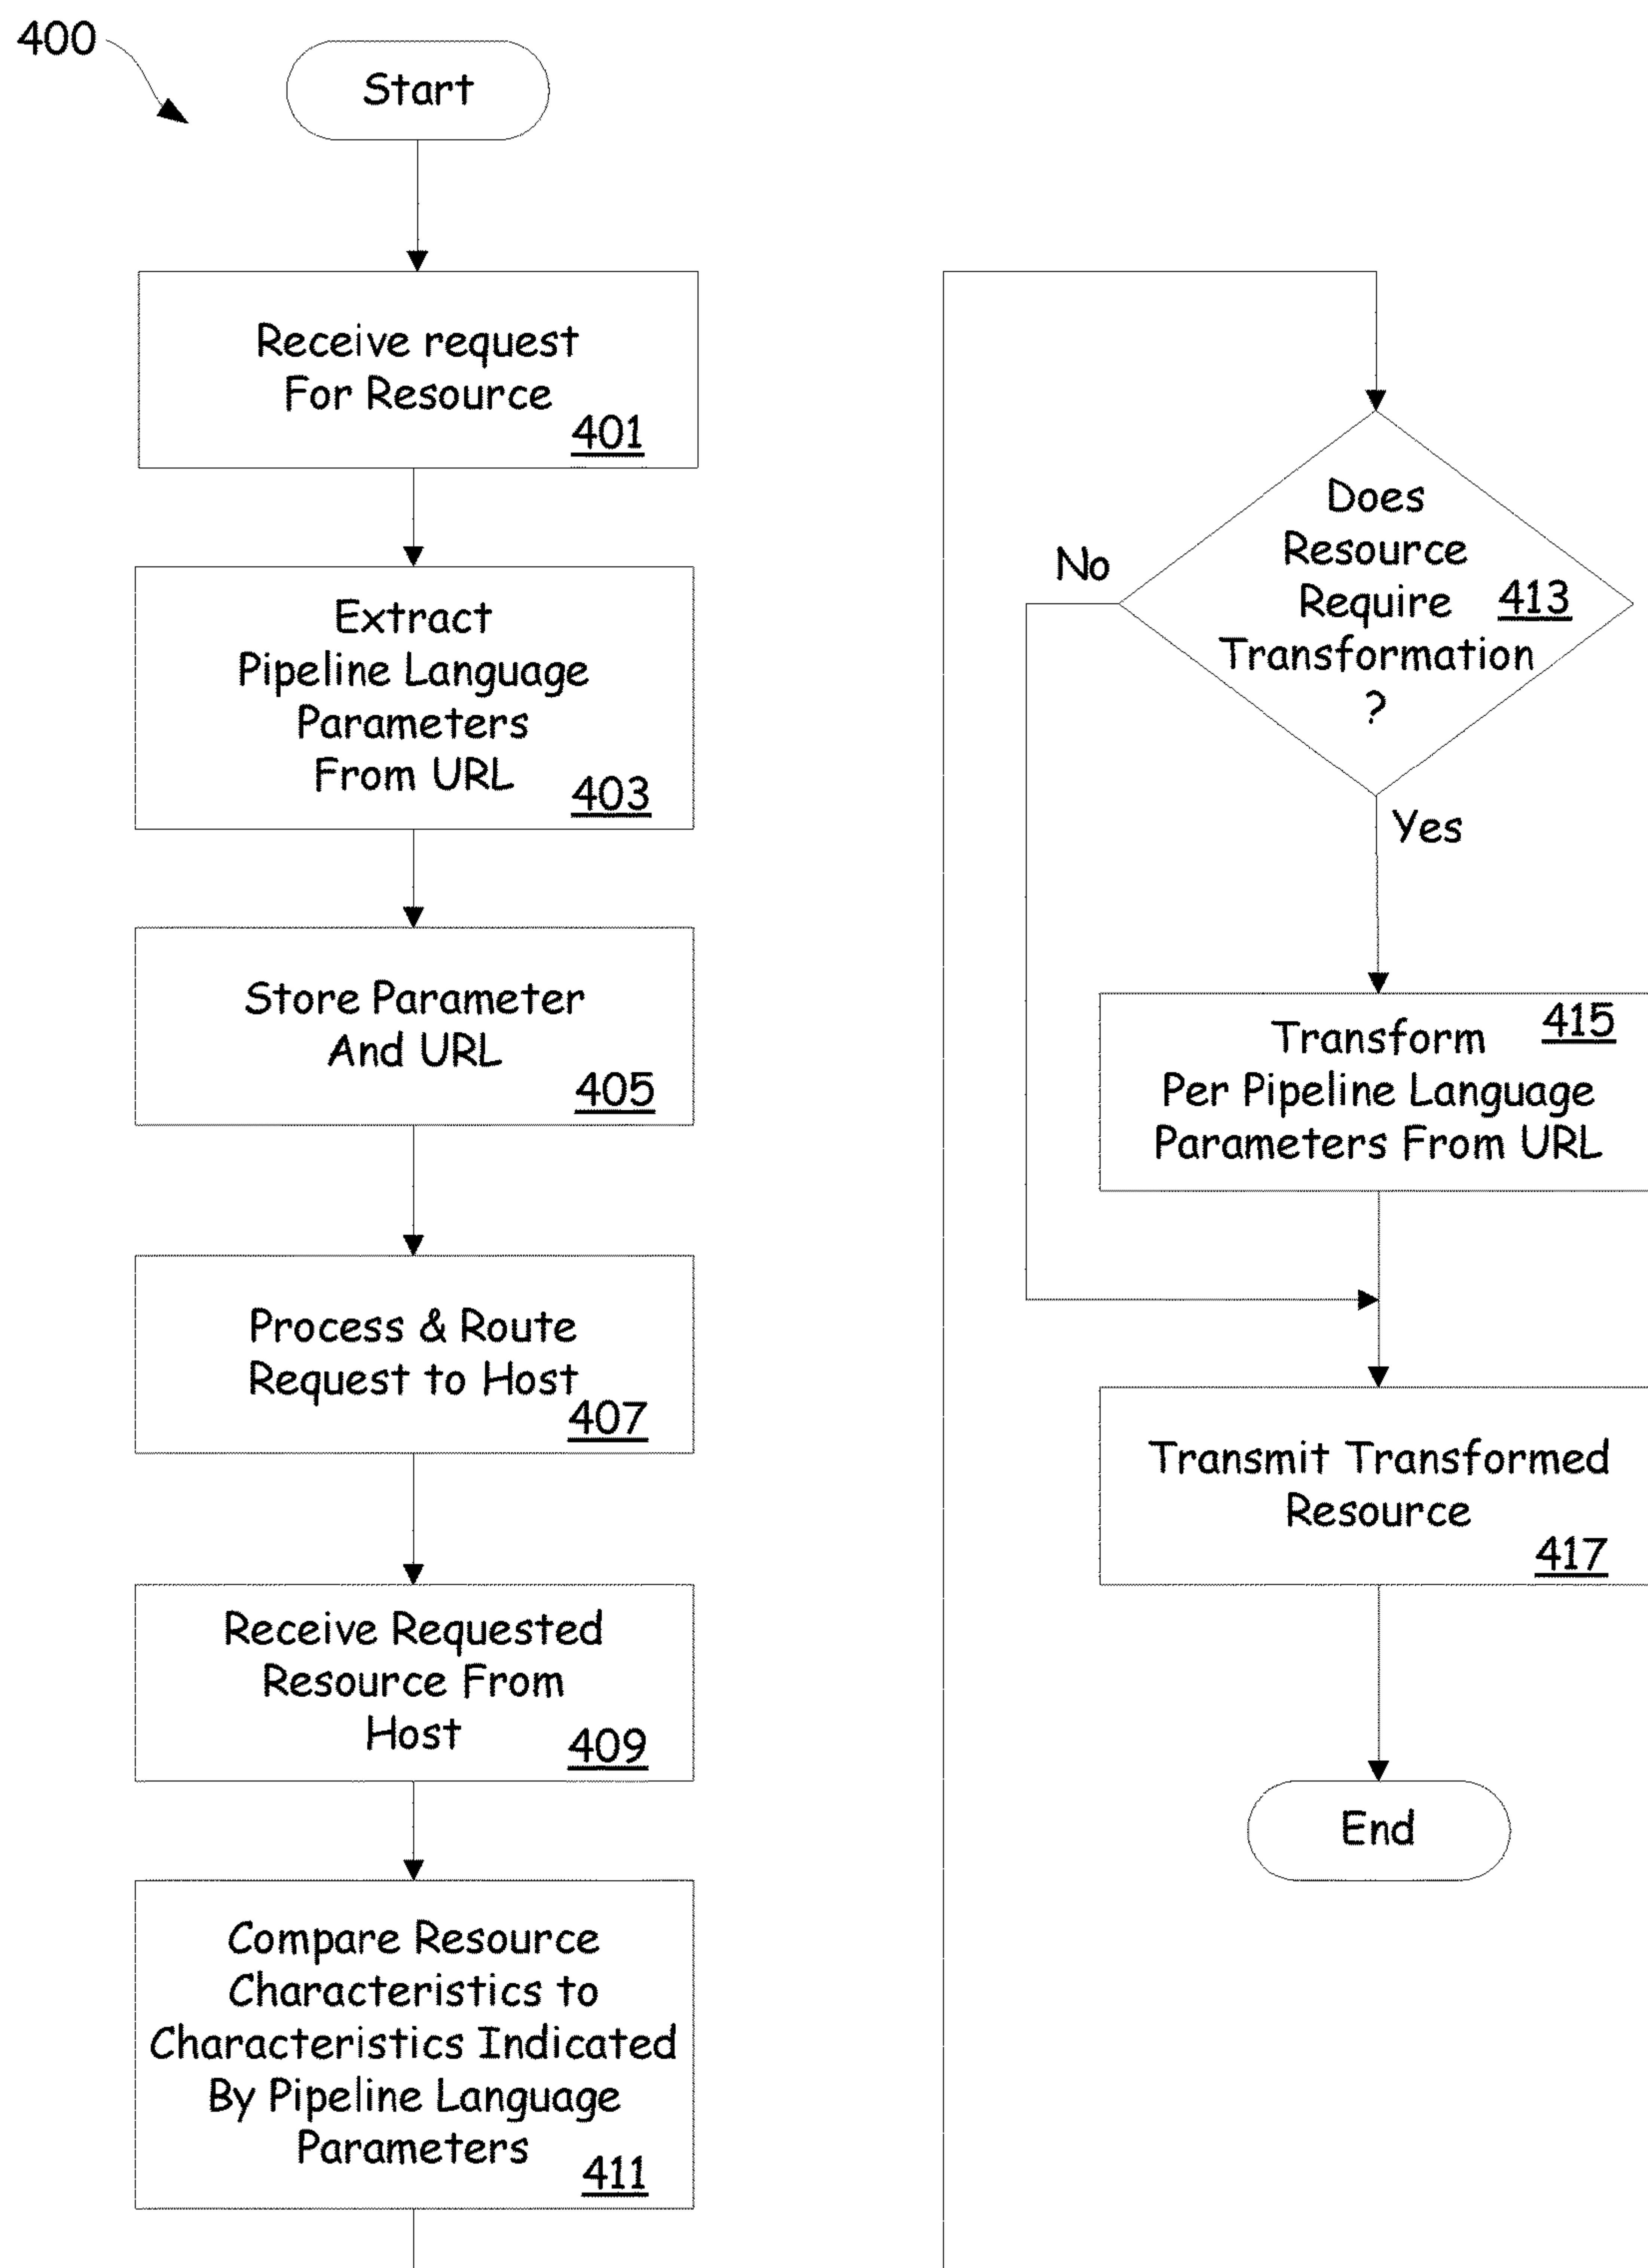 400
Start
Receive request
For Resource
401
Extract
Pipeline Language
Parameters
From URL
403
Store Parameter
And URL
405
Process & Route
Request to Host
407
Receive Requested
Resource From
Host
409
Compare Resource
Characteristics to
Characteristics Indicated
By Pipeline Language
Parameters
411
Does
Resource
Require
413
Transformation
?
No
Yes
415
Transform
Per Pipeline Language
Parameters From URL
Transmit Transformed
Resource
417
End